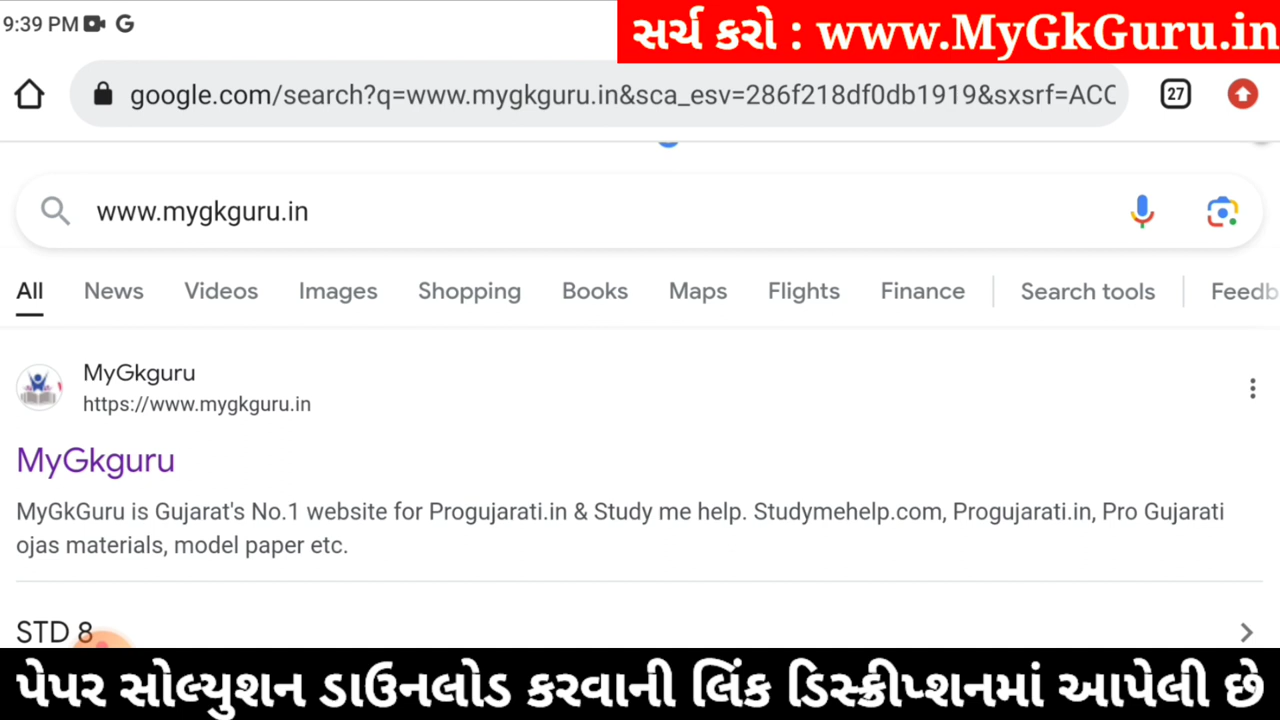 9:39 PM
સર્ચ કરો : www.MyGkGuru.in
google.com/search?q=www.mygkguru.in&sca_esv=286f218df0db1919&sxsrf=ACC
27
www.mygkguru.in
All News Videos Images Shopping Books Maps Flights Finance Search tools Feedb
MyGkguru
https://www.mygkguru.in
MyGkguru
MyGkGuru is Gujarat's No.1 website for Progujarati.in & Study me help. Studymehelp.com, Progujarati.in, Pro Gujarati
ojas materials, model paper etc.
STD 8
પેપર સોલ્યુશન ડાઉનલોડ કરવાની લિંક ડિસ્ક્રીપ્શનમાં આપેલી છે